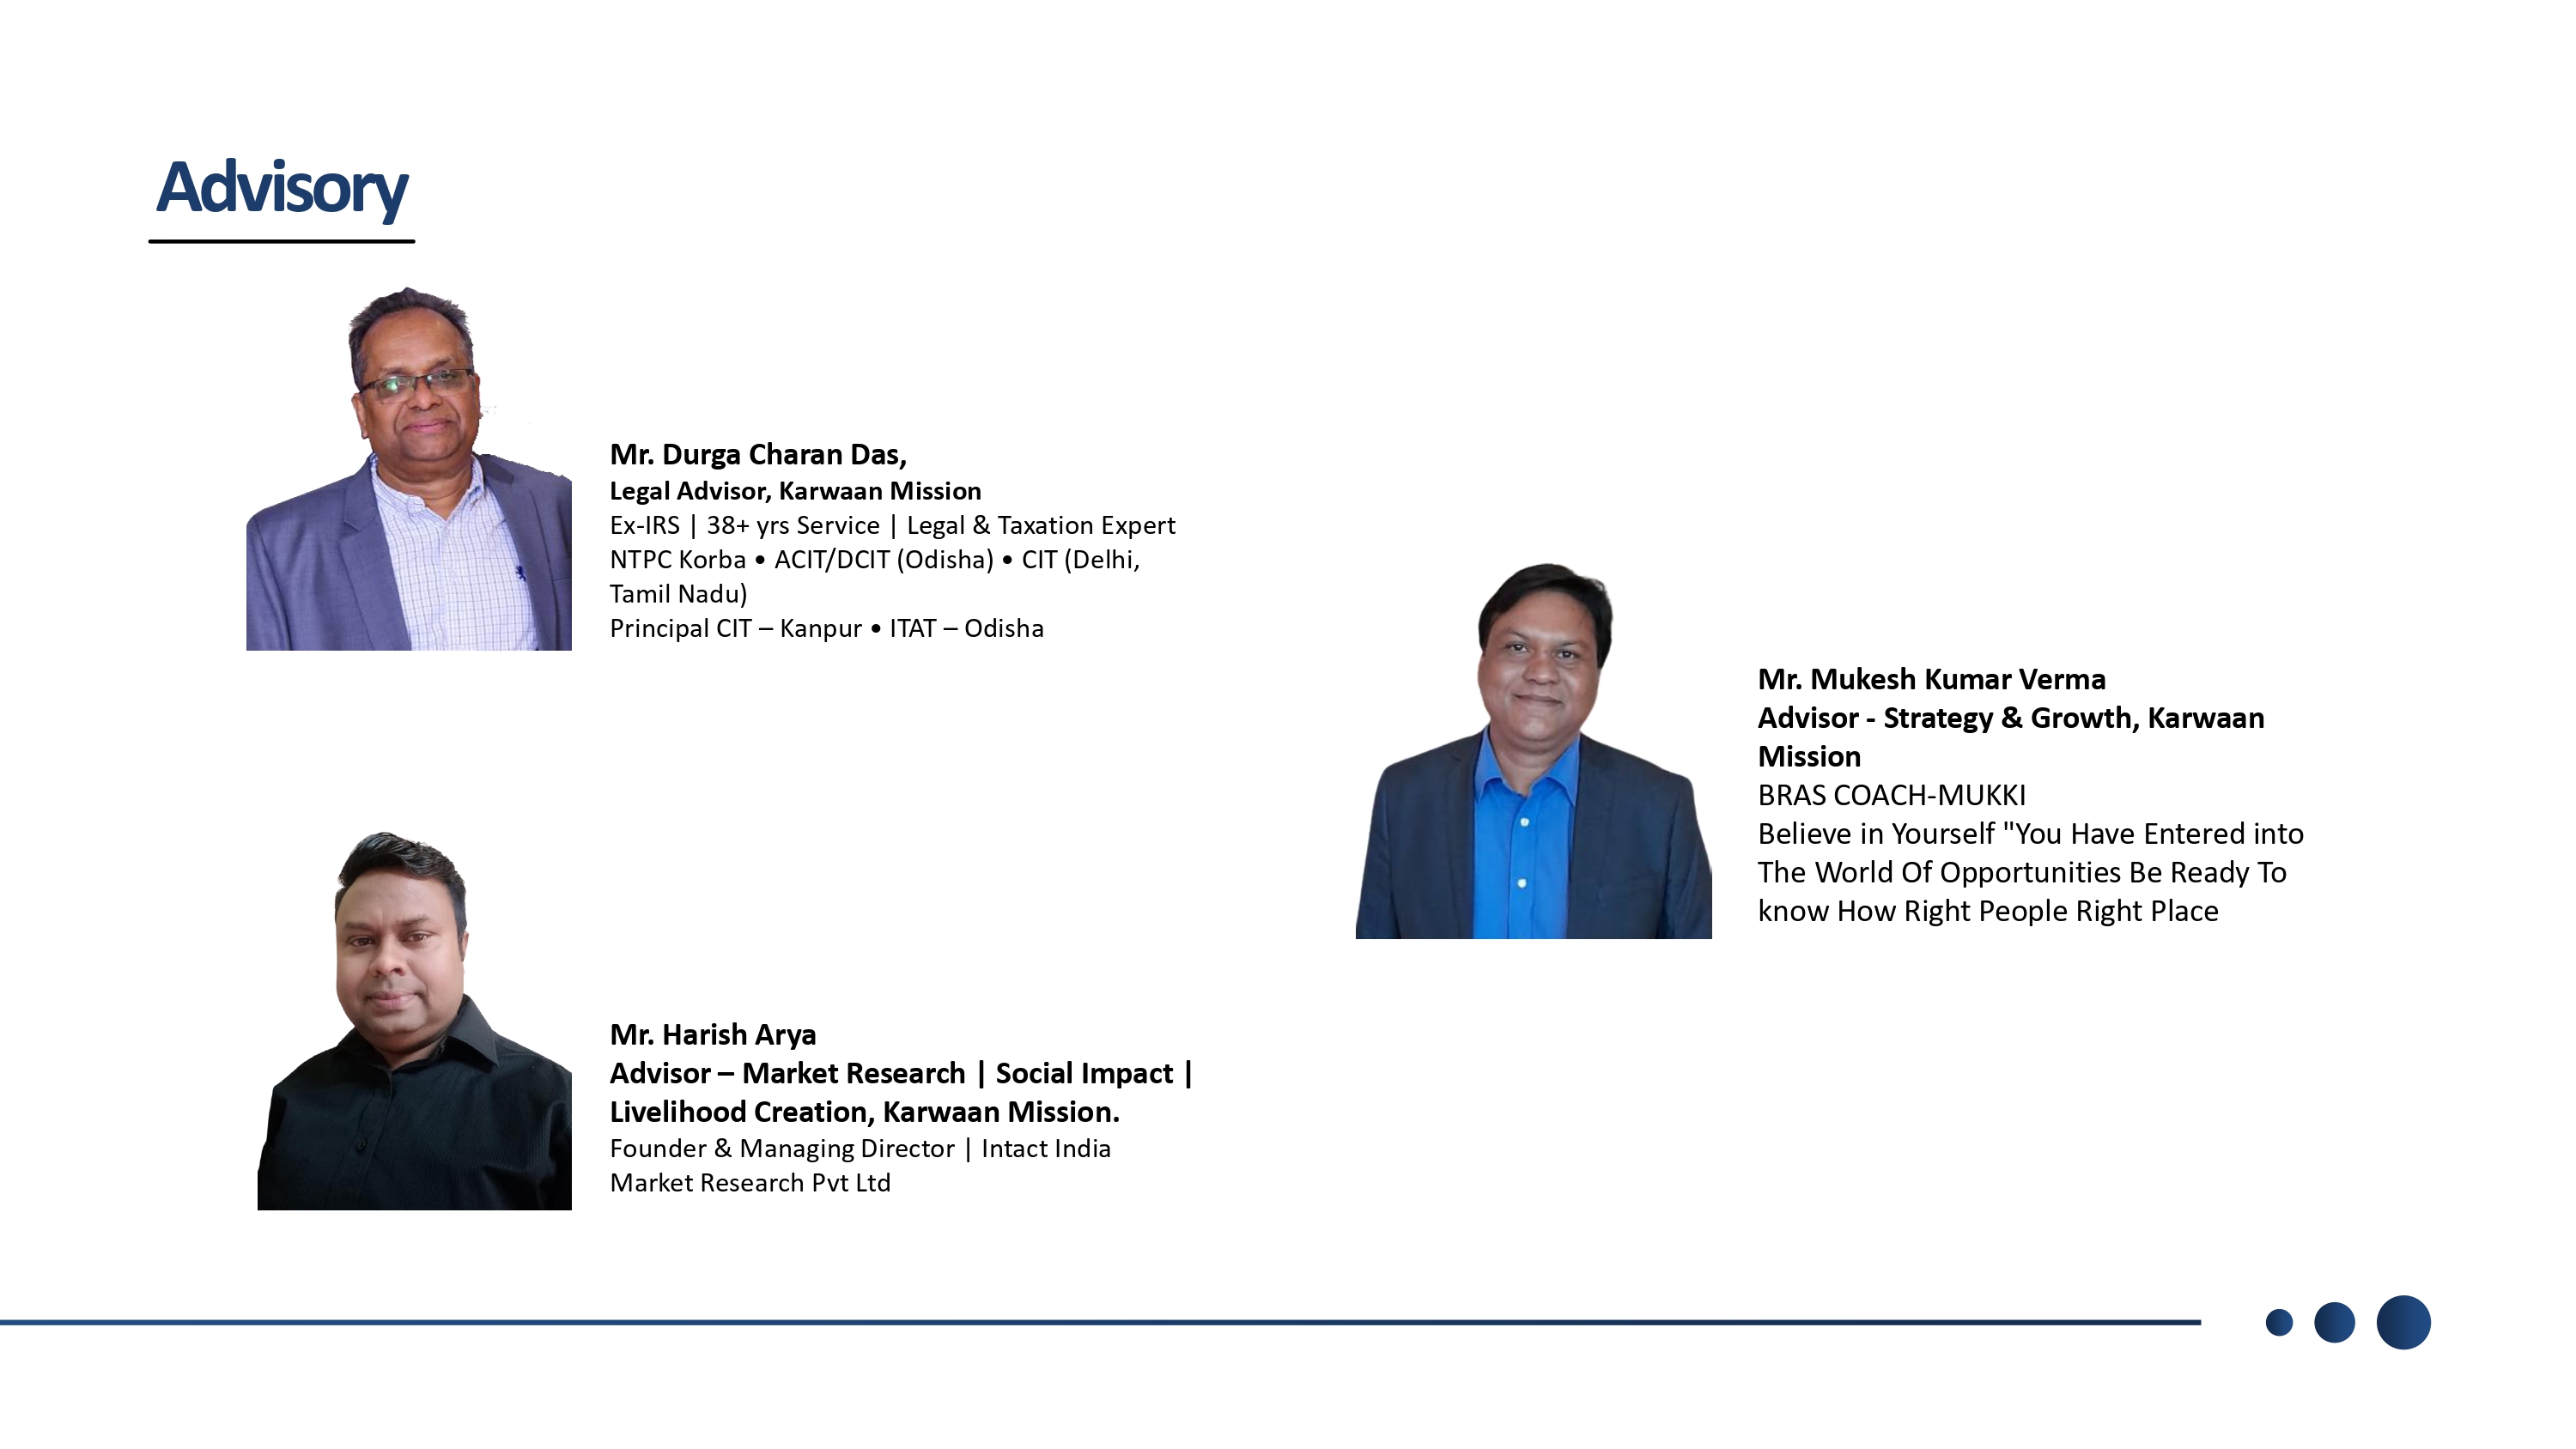 Advisory
Mr. Durga Charan Das,
Legal Advisor, Karwaan Mission
Ex-IRS | 38+ yrs Service | Legal & Taxation Expert
NTPC Korba • ACIT/DCIT (Odisha) • CIT (Delhi,
Tamil Nadu)
Principal CIT – Kanpur • ITAT – Odisha
Mr. Harish Arya
Advisor – Market Research | Social Impact |
Livelihood Creation, Karwaan Mission.
Founder & Managing Director | Intact India
Market Research Pvt Ltd
Mr. Mukesh Kumar Verma
Advisor - Strategy & Growth, Karwaan
Mission
BRAS COACH-MUKKI
Believe in Yourself "You Have Entered into
The World Of Opportunities Be Ready To
know How Right People Right Place